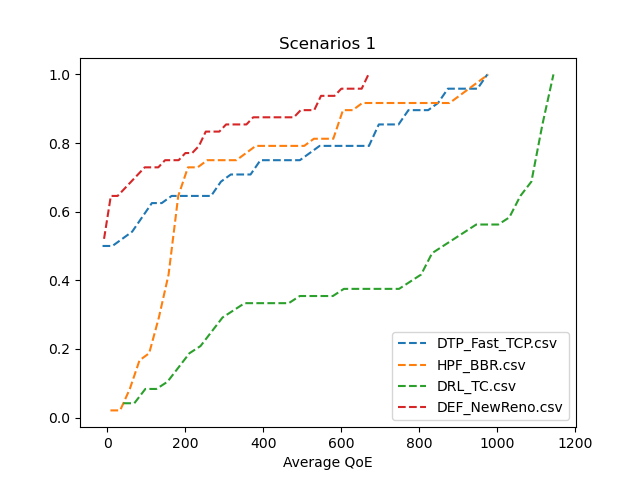 Scenarios 1
1.0
0.8
0.6
0.4
0.2
0.0
DTP_Fast_TCP.csv
HPF_BBR.csv
DRL_TC.csv
DEF_NewReno.csv
0 200 400 600 800 1000 1200
Average QoE